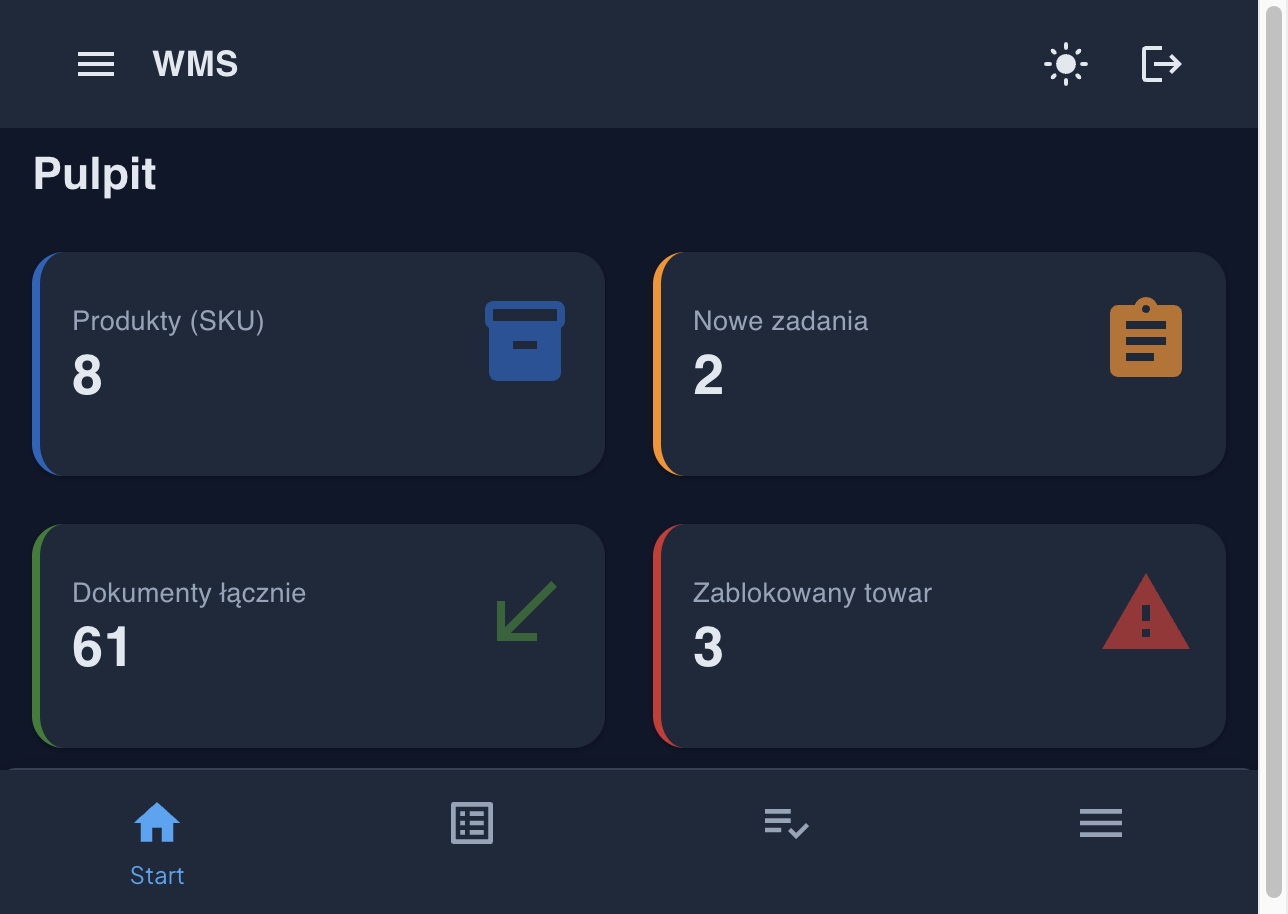 WMS
Pulpit
Produkty (SKU)
8
Nowe zadania
2
Dokumenty łącznie
61
Zablokowany towar
3
Start